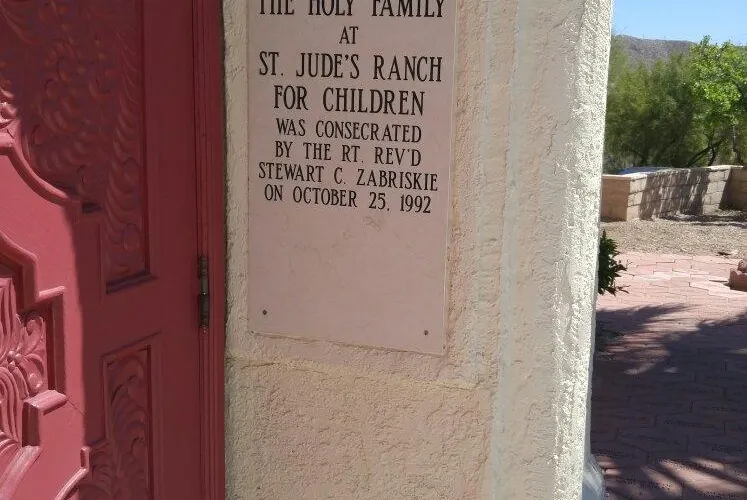 THE HOLY FAMILY
AT
ST. JUDE'S RANCH
FOR CHILDREN
WAS CONSECRATED
BY THE RT. REV'D
STEWART C. ZABRISKIE
ON OCTOBER 25, 1992